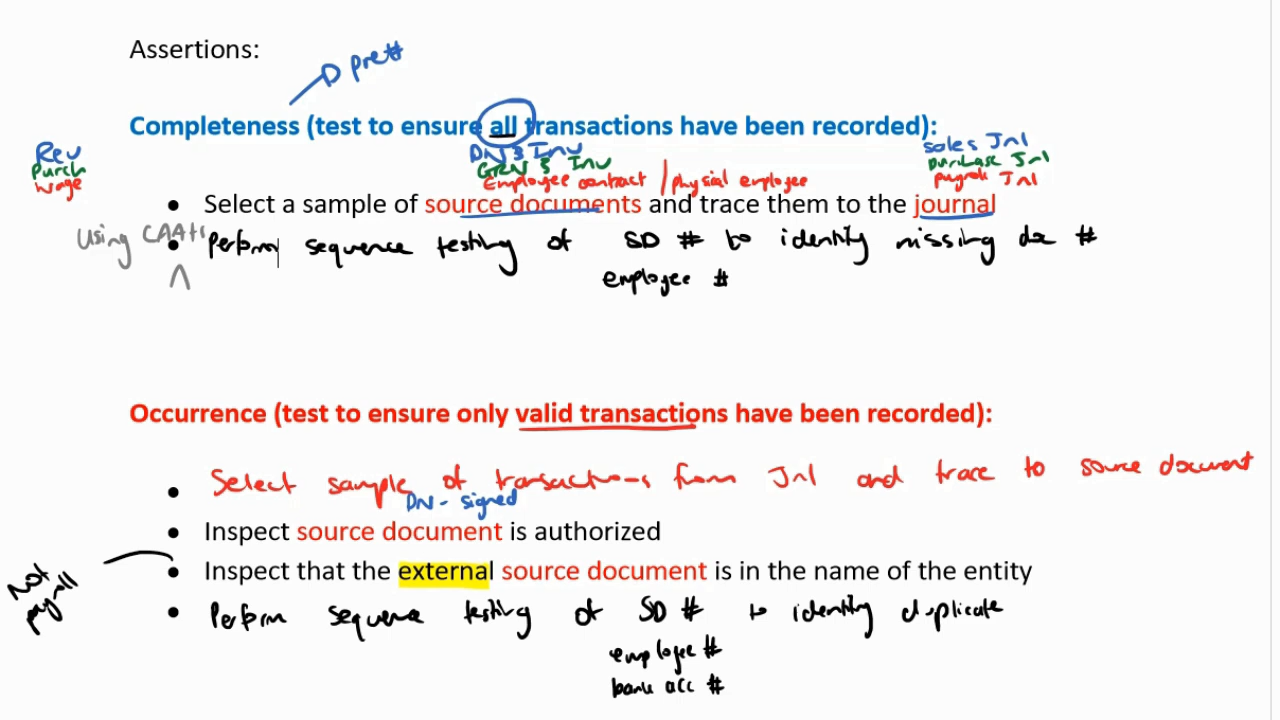 Assertions:
pre#
Completeness (test to ensure all transactions have been recorded):
Rev DN & Inv Sales Jnl
Purch GRN & Inv purchase Jnl
Wage Employee contract / physical employee payroll Jnl
• Select a sample of source documents and trace them to the journal
Using CAATs
• Perform sequence testing of SD # to identify missing doc #
employee #
Occurrence (test to ensure only valid transactions have been recorded):
• Select sample of transactions from Jnl and trace to source document
DN - signed
• Inspect source document is authorized
• Inspect that the external source document is in the name of the entity
Not payroll
• Perform sequence testing of SD # to identify duplicate
employee #
bank acc #